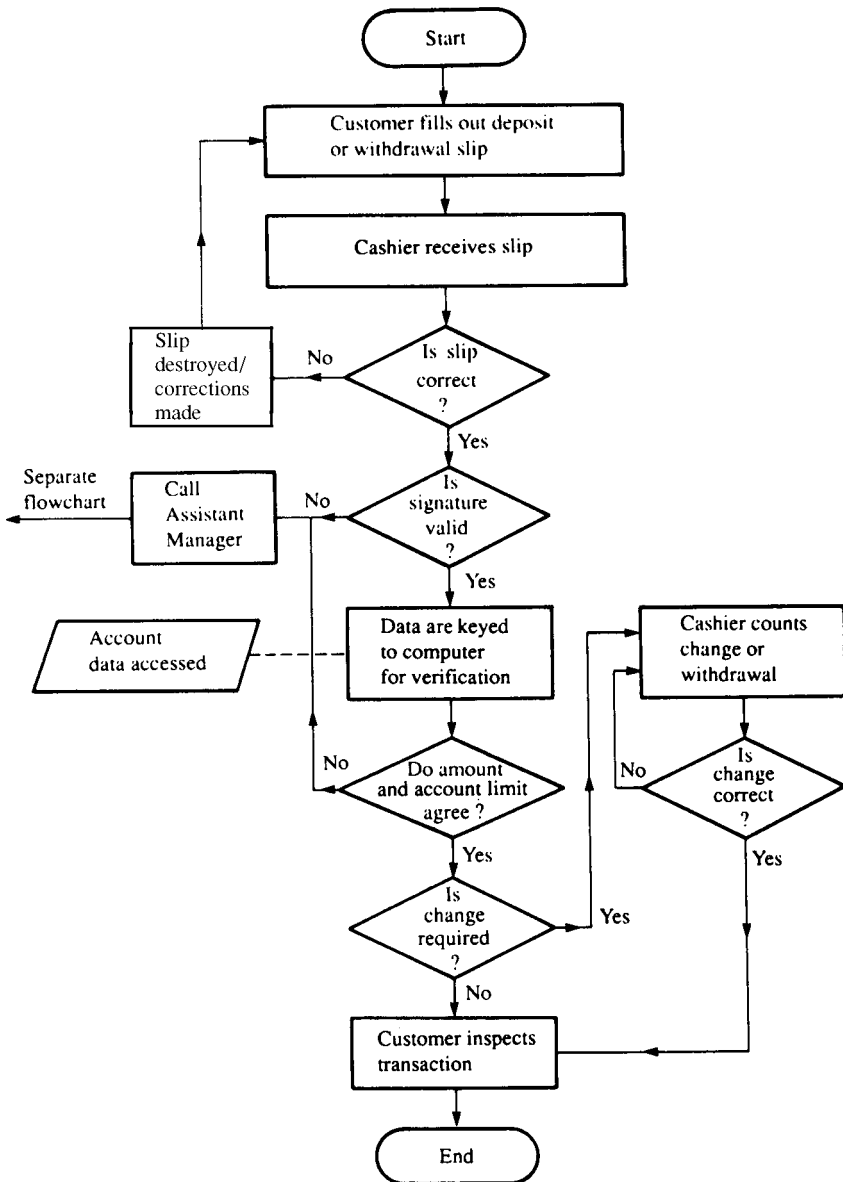 Start
Customer fills out deposit
or withdrawal slip
Cashier receives slip
Slip
destroyed/
corrections
made
No
Is slip
correct
?
Yes
Separate
flowchart
Call
Assistant
Manager
No
Is
signature
valid
?
Yes
Account
data accessed
Data are keyed
to computer
for verification
Cashier counts
change or
withdrawal
No
Do amount
and account limit
agree ?
No
Is
change
correct
?
Yes
Yes
Is
change
required
?
Yes
No
Customer inspects
transaction
End